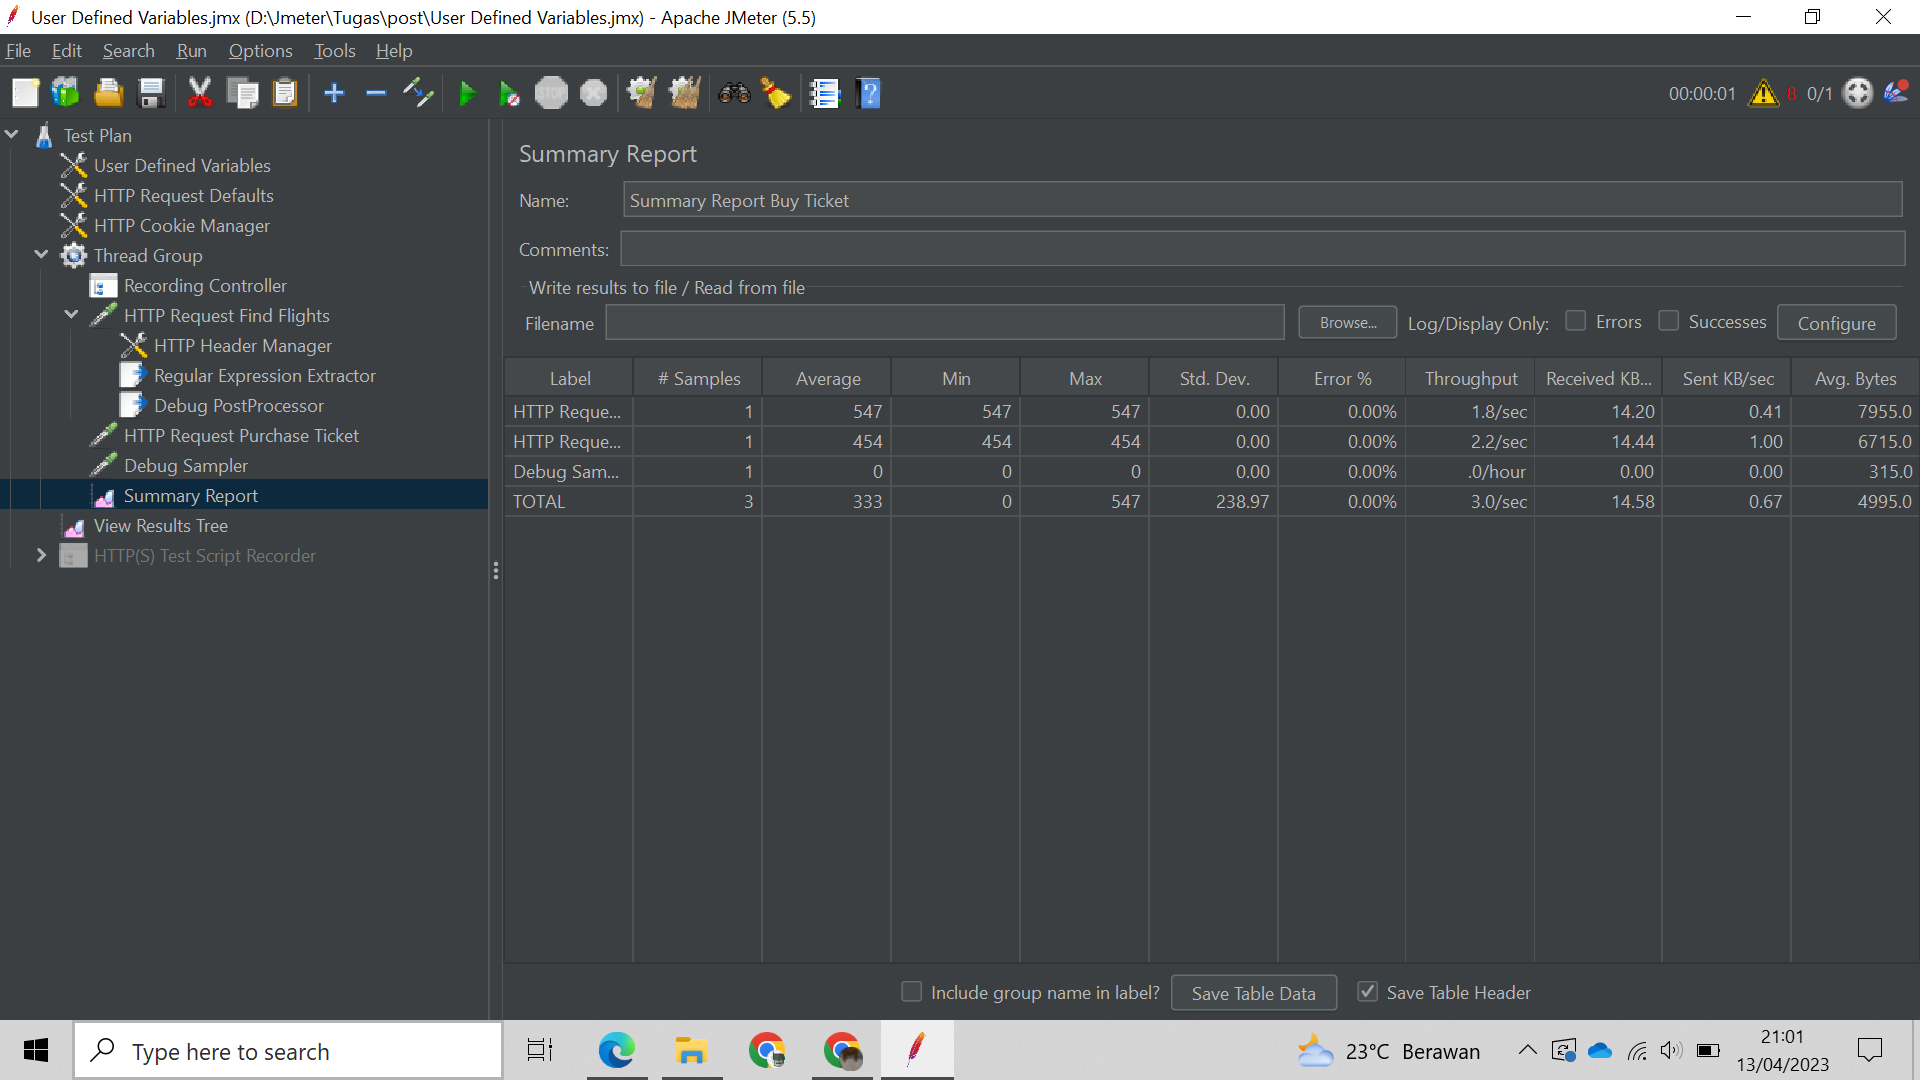 User Defined Variables.jmx (D:\Jmeter\Tugas\post\User Defined Variables.jmx) - Apache JMeter (5.5)
File Edit Search Run Options Tools Help
STOP
00:00:01 8 0/1
Test Plan
User Defined Variables
HTTP Request Defaults
HTTP Cookie Manager
Thread Group
Recording Controller
HTTP Request Find Flights
HTTP Header Manager
Regular Expression Extractor
Debug PostProcessor
HTTP Request Purchase Ticket
Debug Sampler
Summary Report
View Results Tree
HTTP(S) Test Script Recorder
Summary Report
Name: Summary Report Buy Ticket
Comments:
Write results to file / Read from file
Filename Browse... Log/Display Only: Errors Successes Configure
Label # Samples Average Min Max Std. Dev. Error % Throughput Received KB... Sent KB/sec Avg. Bytes
HTTP Reque... 1 547 547 547 0.00 0.00% 1.8/sec 14.20 0.41 7955.0
HTTP Reque... 1 454 454 454 0.00 0.00% 2.2/sec 14.44 1.00 6715.0
Debug Sam... 1 0 0 0 0.00 0.00% .0/hour 0.00 0.00 315.0
TOTAL 3 333 0 547 238.97 0.00% 3.0/sec 14.58 0.67 4995.0
Include group name in label? Save Table Data Save Table Header
Type here to search
23°C Berawan
21:01
13/04/2023